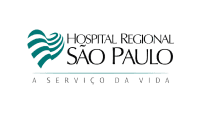 HOSPITAL REGIONAL
SÃO PAULO
A SERVIÇO DA VIDA